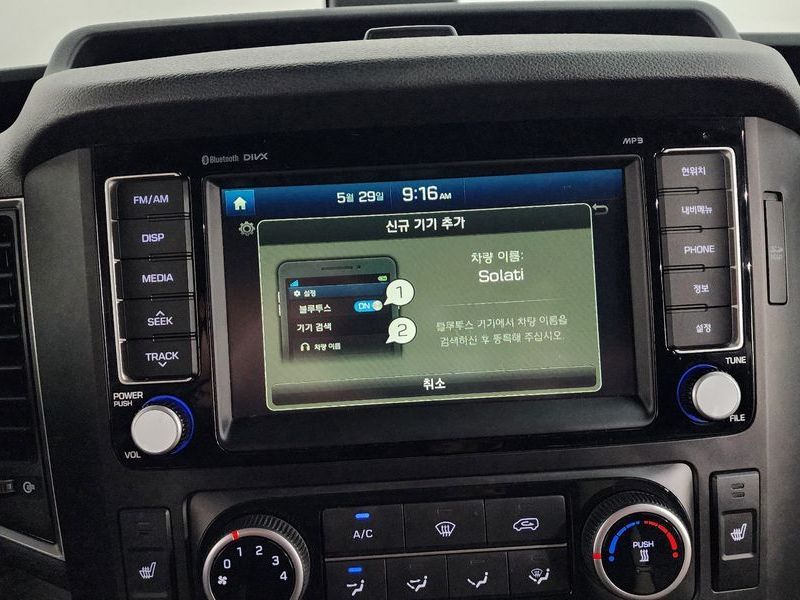 Bluetooth DIVX
MP3
FM/AM
DISP
MEDIA
SEEK
TRACK
POWER
PUSH
VOL
5월 29일 9:16 AM
신규 기기 추가
설정
블루투스 ON 1
기기 검색 2
차량 이름
차량 이름:
Solati
블루투스 기기에서 차량 이름을
검색하신 후 등록해 주십시오.
취소
현위치
내비메뉴
PHONE
정보
설정
TUNE
FILE
A/C
0 1 2 3 4
PUSH